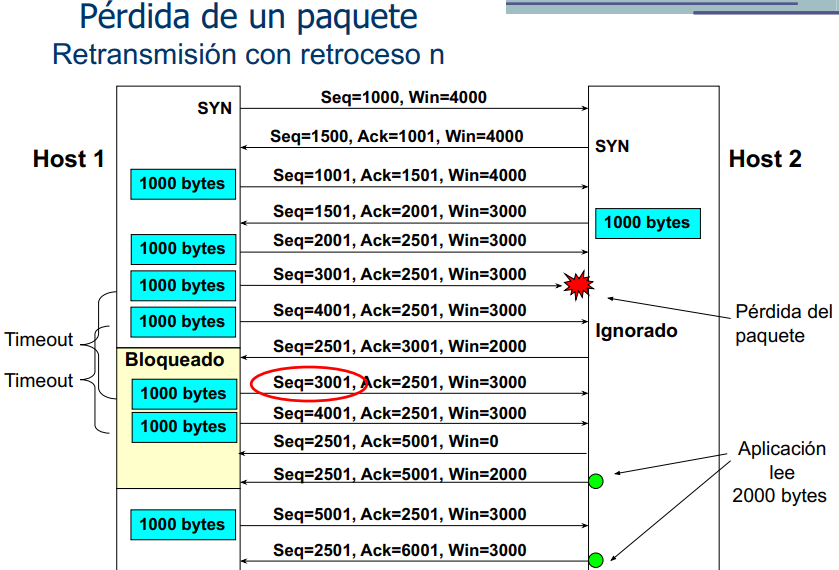 Pérdida de un paquete
Retransmisión con retroceso n
Host 1
Host 2
SYN
Seq=1000, Win=4000
Seq=1500, Ack=1001, Win=4000
SYN
1000 bytes
Seq=1001, Ack=1501, Win=4000
Seq=1501, Ack=2001, Win=3000
1000 bytes
1000 bytes
Seq=2001, Ack=2501, Win=3000
1000 bytes
Seq=3001, Ack=2501, Win=3000
Pérdida del
paquete
1000 bytes
Seq=4001, Ack=2501, Win=3000
Ignorado
Timeout
Timeout
Bloqueado
Seq=2501, Ack=3001, Win=2000
1000 bytes
Seq=3001, Ack=2501, Win=3000
1000 bytes
Seq=4001, Ack=2501, Win=3000
Seq=2501, Ack=5001, Win=0
Seq=2501, Ack=5001, Win=2000
Aplicación
lee
2000 bytes
1000 bytes
Seq=5001, Ack=2501, Win=3000
Seq=2501, Ack=6001, Win=3000